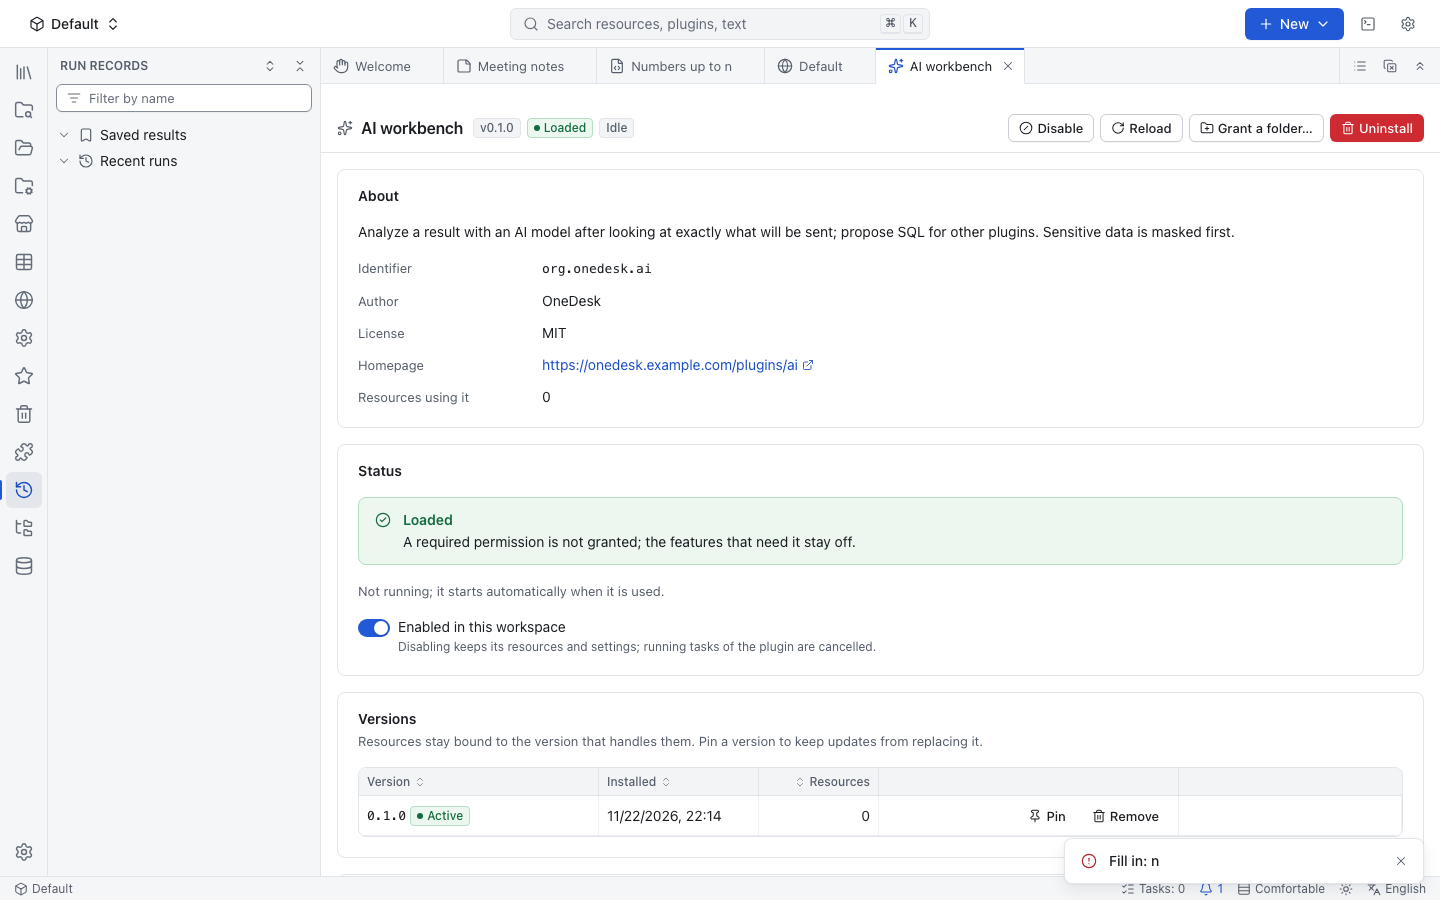 Default
Search resources, plugins, text
⌘ K
New
RUN RECORDS
Filter by name
Saved results
Recent runs
Welcome
Meeting notes
Numbers up to n
Default
AI workbench
AI workbench
v0.1.0
Loaded
Idle
Disable
Reload
Grant a folder...
Uninstall
About
Analyze a result with an AI model after looking at exactly what will be sent; propose SQL for other plugins. Sensitive data is masked first.
Identifier org.onedesk.ai
Author OneDesk
License MIT
Homepage https://onedesk.example.com/plugins/ai
Resources using it 0
Status
Loaded
A required permission is not granted; the features that need it stay off.
Not running; it starts automatically when it is used.
Enabled in this workspace
Disabling keeps its resources and settings; running tasks of the plugin are cancelled.
Versions
Resources stay bound to the version that handles them. Pin a version to keep updates from replacing it.
Version Installed Resources
0.1.0 Active 11/22/2026, 22:14 0 Pin Remove
Fill in: n
Default
Tasks: 0
1
Comfortable
English